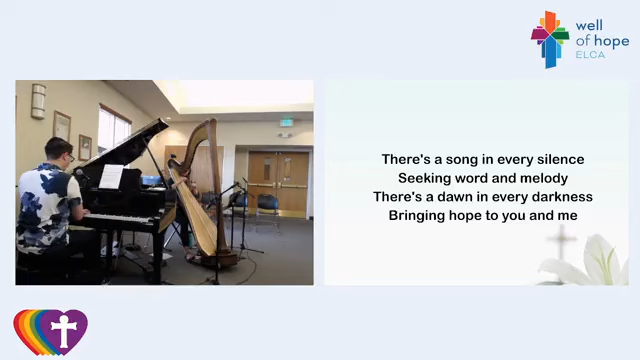 well
of hope
ELCA
There's a song in every silence
Seeking word and melody
There's a dawn in every darkness
Bringing hope to you and me